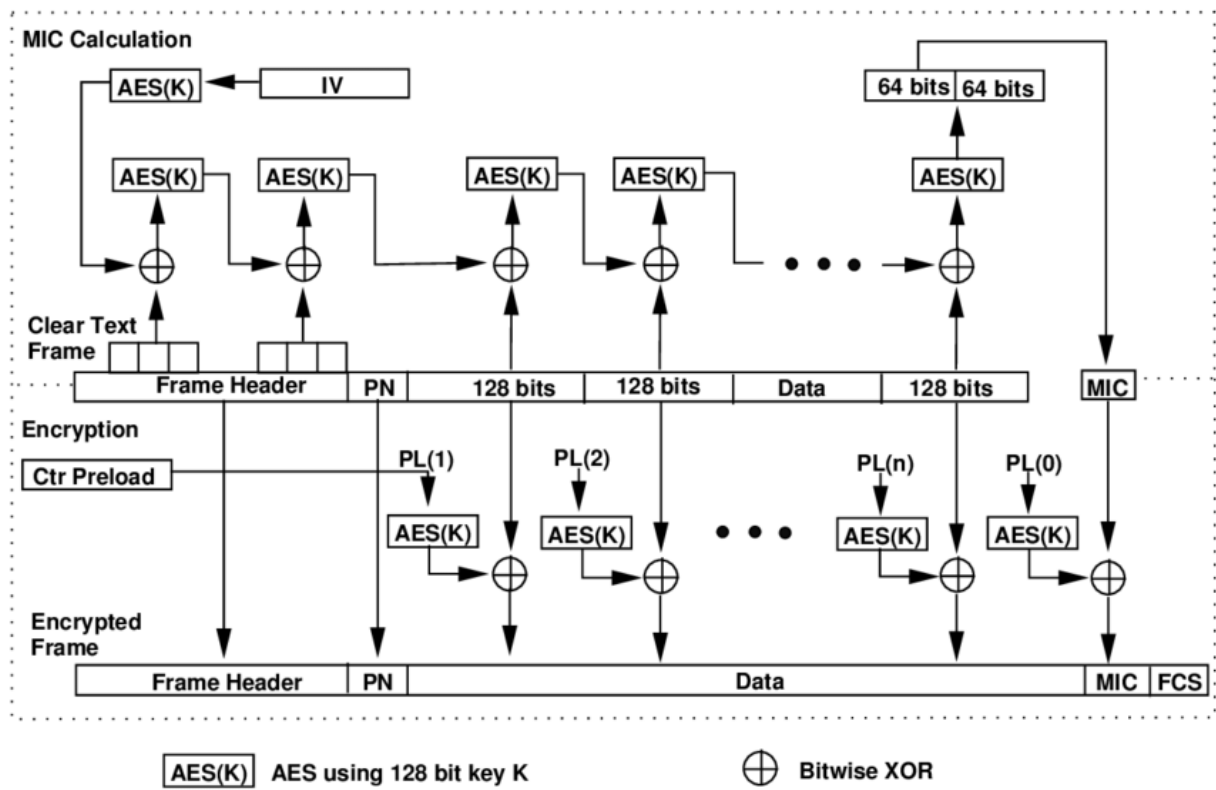 MIC Calculation
AES(K)
IV
64 bits 64 bits
AES(K) AES(K) AES(K) AES(K) AES(K)
Clear Text
Frame
Frame Header PN 128 bits 128 bits Data 128 bits MIC
Encryption
Ctr Preload
PL(1) PL(2) PL(n) PL(0)
AES(K) AES(K) AES(K) AES(K)
Encrypted
Frame
Frame Header PN Data MIC FCS
AES(K) AES using 128 bit key K Bitwise XOR